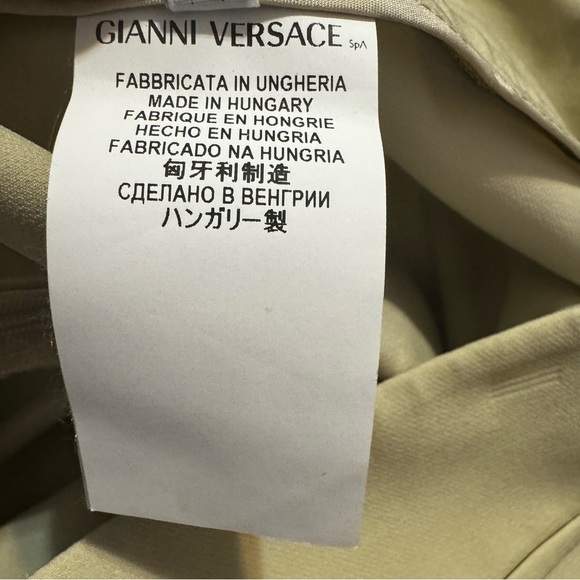 GIANNI VERSACE SpA
FABBRICATA IN UNGHERIA
MADE IN HUNGARY
FABRIQUE EN HONGRIE
HECHO EN HUNGRIA
FABRICADO NA HUNGRIA
匈牙利制造
СДЕЛАНО В ВЕНГРИИ
ハンガリー製